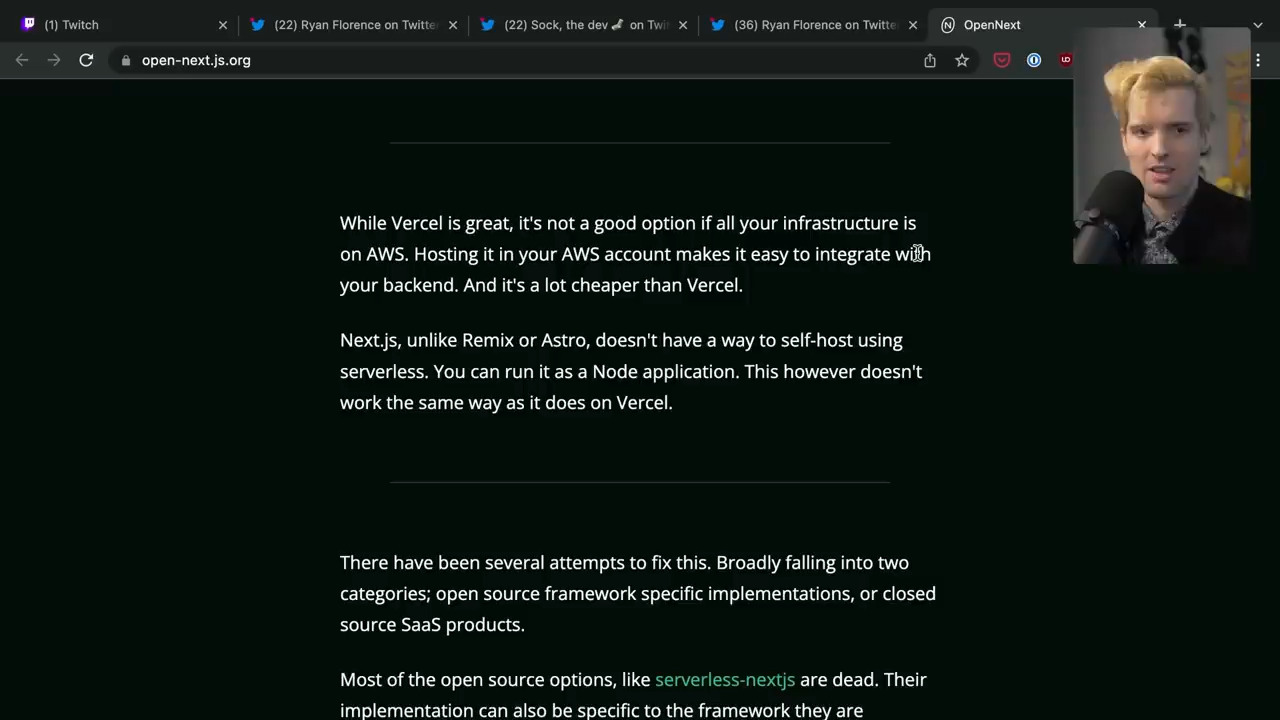 (1) Twitch
(22) Ryan Florence on Twitte
(22) Sock, the dev on Twi
(36) Ryan Florence on Twitte
OpenNext
open-next.js.org
While Vercel is great, it's not a good option if all your infrastructure is
on AWS. Hosting it in your AWS account makes it easy to integrate with
your backend. And it's a lot cheaper than Vercel.
Next.js, unlike Remix or Astro, doesn't have a way to self-host using
serverless. You can run it as a Node application. This however doesn't
work the same way as it does on Vercel.
There have been several attempts to fix this. Broadly falling into two
categories; open source framework specific implementations, or closed
source SaaS products.
Most of the open source options, like serverless-nextjs are dead. Their
implementation can also be specific to the framework they are